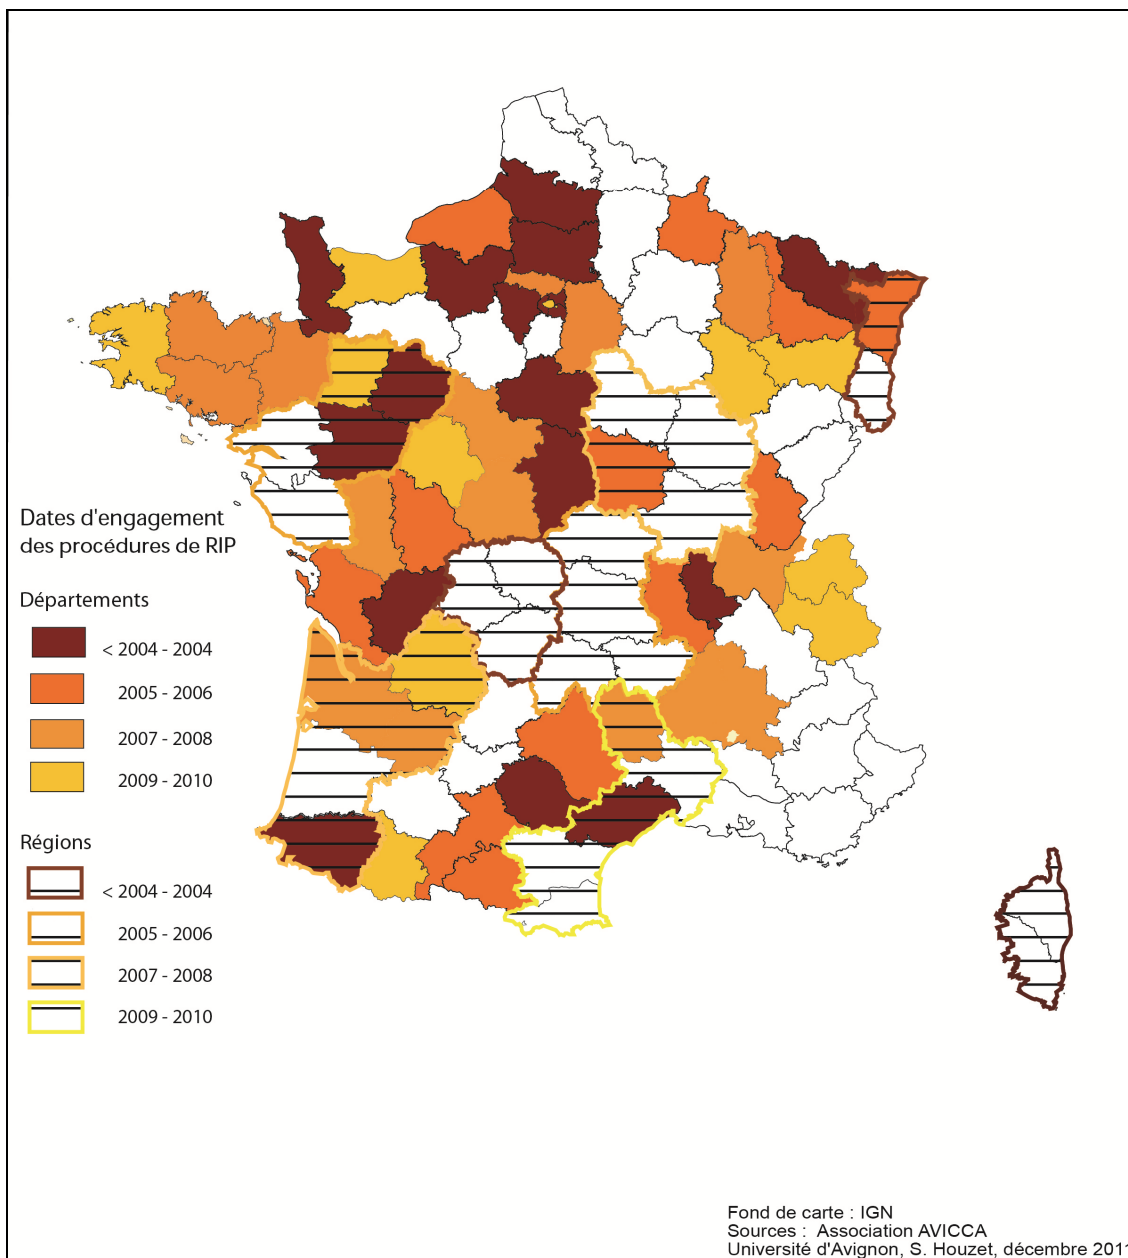 Dates d'engagement
des procédures de RIP
Départements
< 2004 - 2004
2005 - 2006
2007 - 2008
2009 - 2010
Régions
< 2004 - 2004
2005 - 2006
2007 - 2008
2009 - 2010
Fond de carte : IGN
Sources : Association AVICCA
Université d'Avignon, S. Houzet, décembre 2011